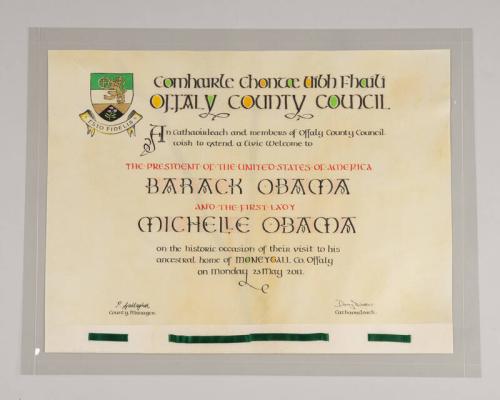 Comhairle Chontae Uibh Fhailí
OFFALY COUNTY COUNCIL.
ESTO FIDELIS
An Cathaoirleach and members of Offaly County Council
wish to extend a Civic Welcome to
THE PRESIDENT OF THE UNITED STATES OF AMERICA
BARACK OBAMA
AND THE FIRST LADY
MICHELLE OBAMA
on the historic occasion of their visit to his
ancestral home of MONEYGALL Co. Offaly
on Monday 23 May 2011.
County Manager.
Cathaoirleach.